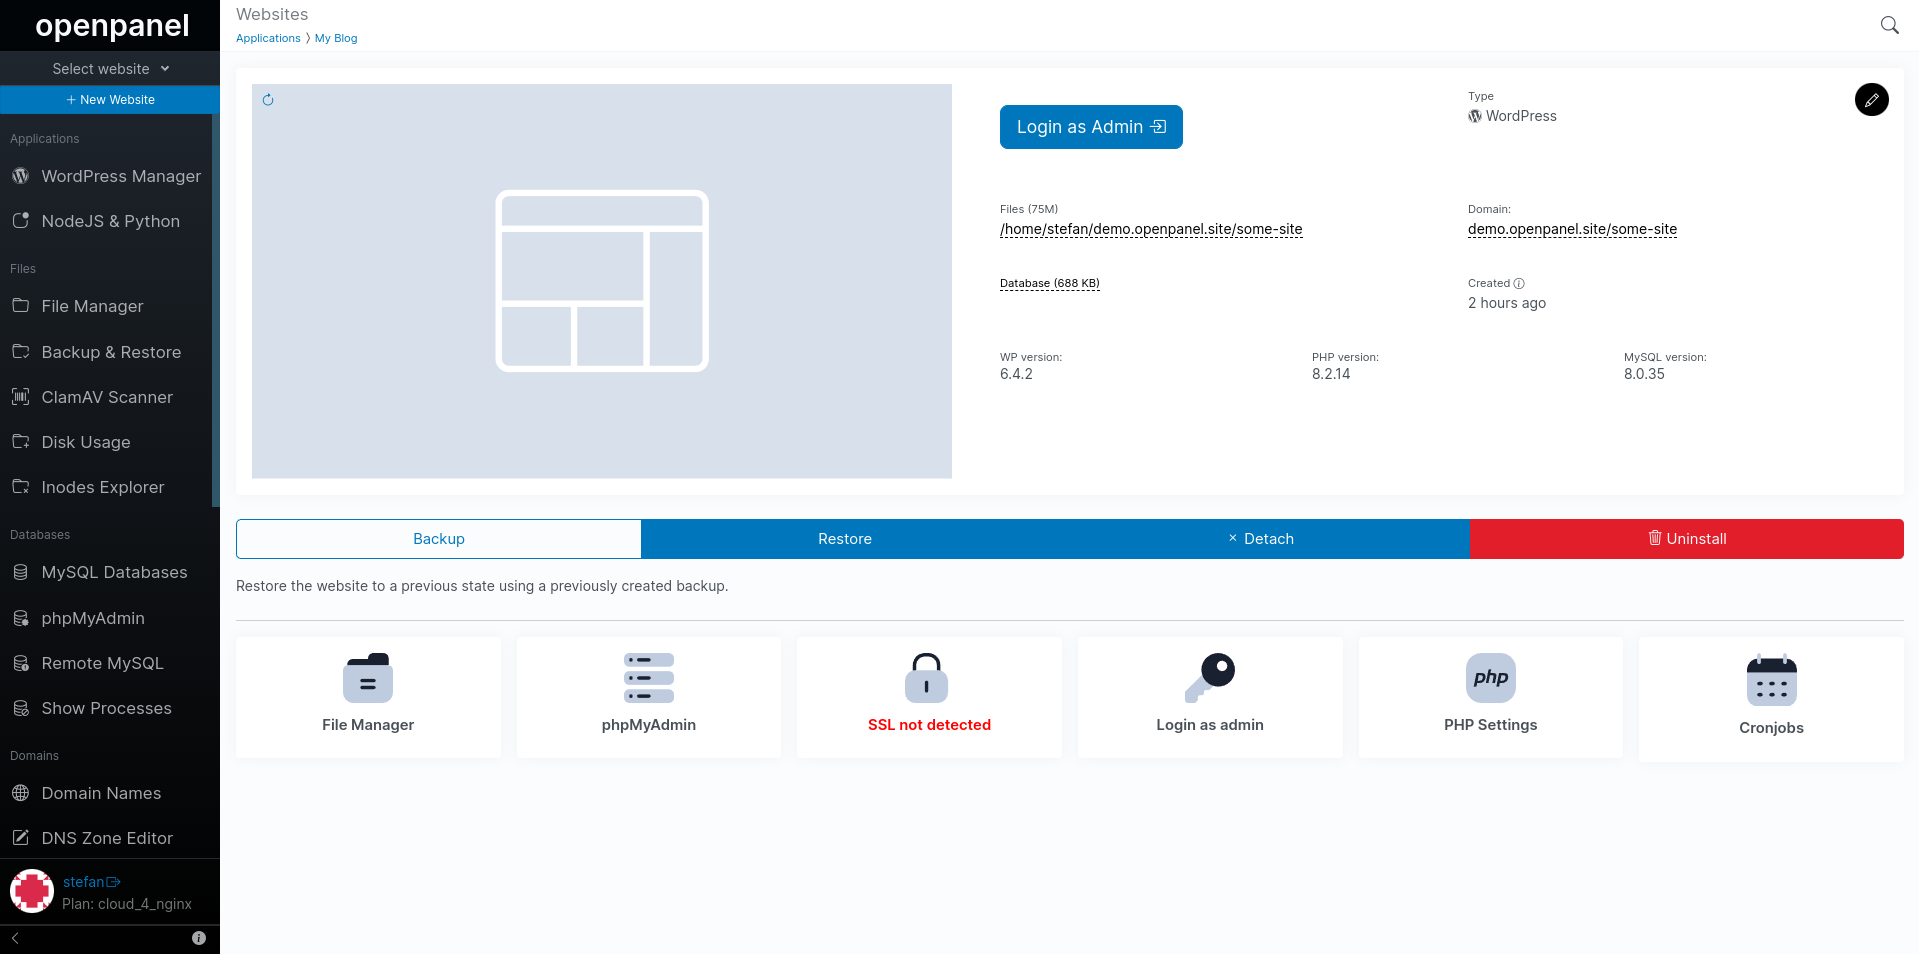 openpanel
Select website
+ New Website
Applications
WordPress Manager
NodeJS & Python
Files
File Manager
Backup & Restore
ClamAV Scanner
Disk Usage
Inodes Explorer
Databases
MySQL Databases
phpMyAdmin
Remote MySQL
Show Processes
Domains
Domain Names
DNS Zone Editor
stefan
Plan: cloud_4_nginx
Websites
Applications > My Blog
Login as Admin
Type
WordPress
Files (75M)
/home/stefan/demo.openpanel.site/some-site
Domain:
demo.openpanel.site/some-site
Database (688 KB)
Created
2 hours ago
WP version:
6.4.2
PHP version:
8.2.14
MySQL version:
8.0.35
Backup
Restore
× Detach
Uninstall
Restore the website to a previous state using a previously created backup.
File Manager
phpMyAdmin
SSL not detected
Login as admin
php
PHP Settings
Cronjobs